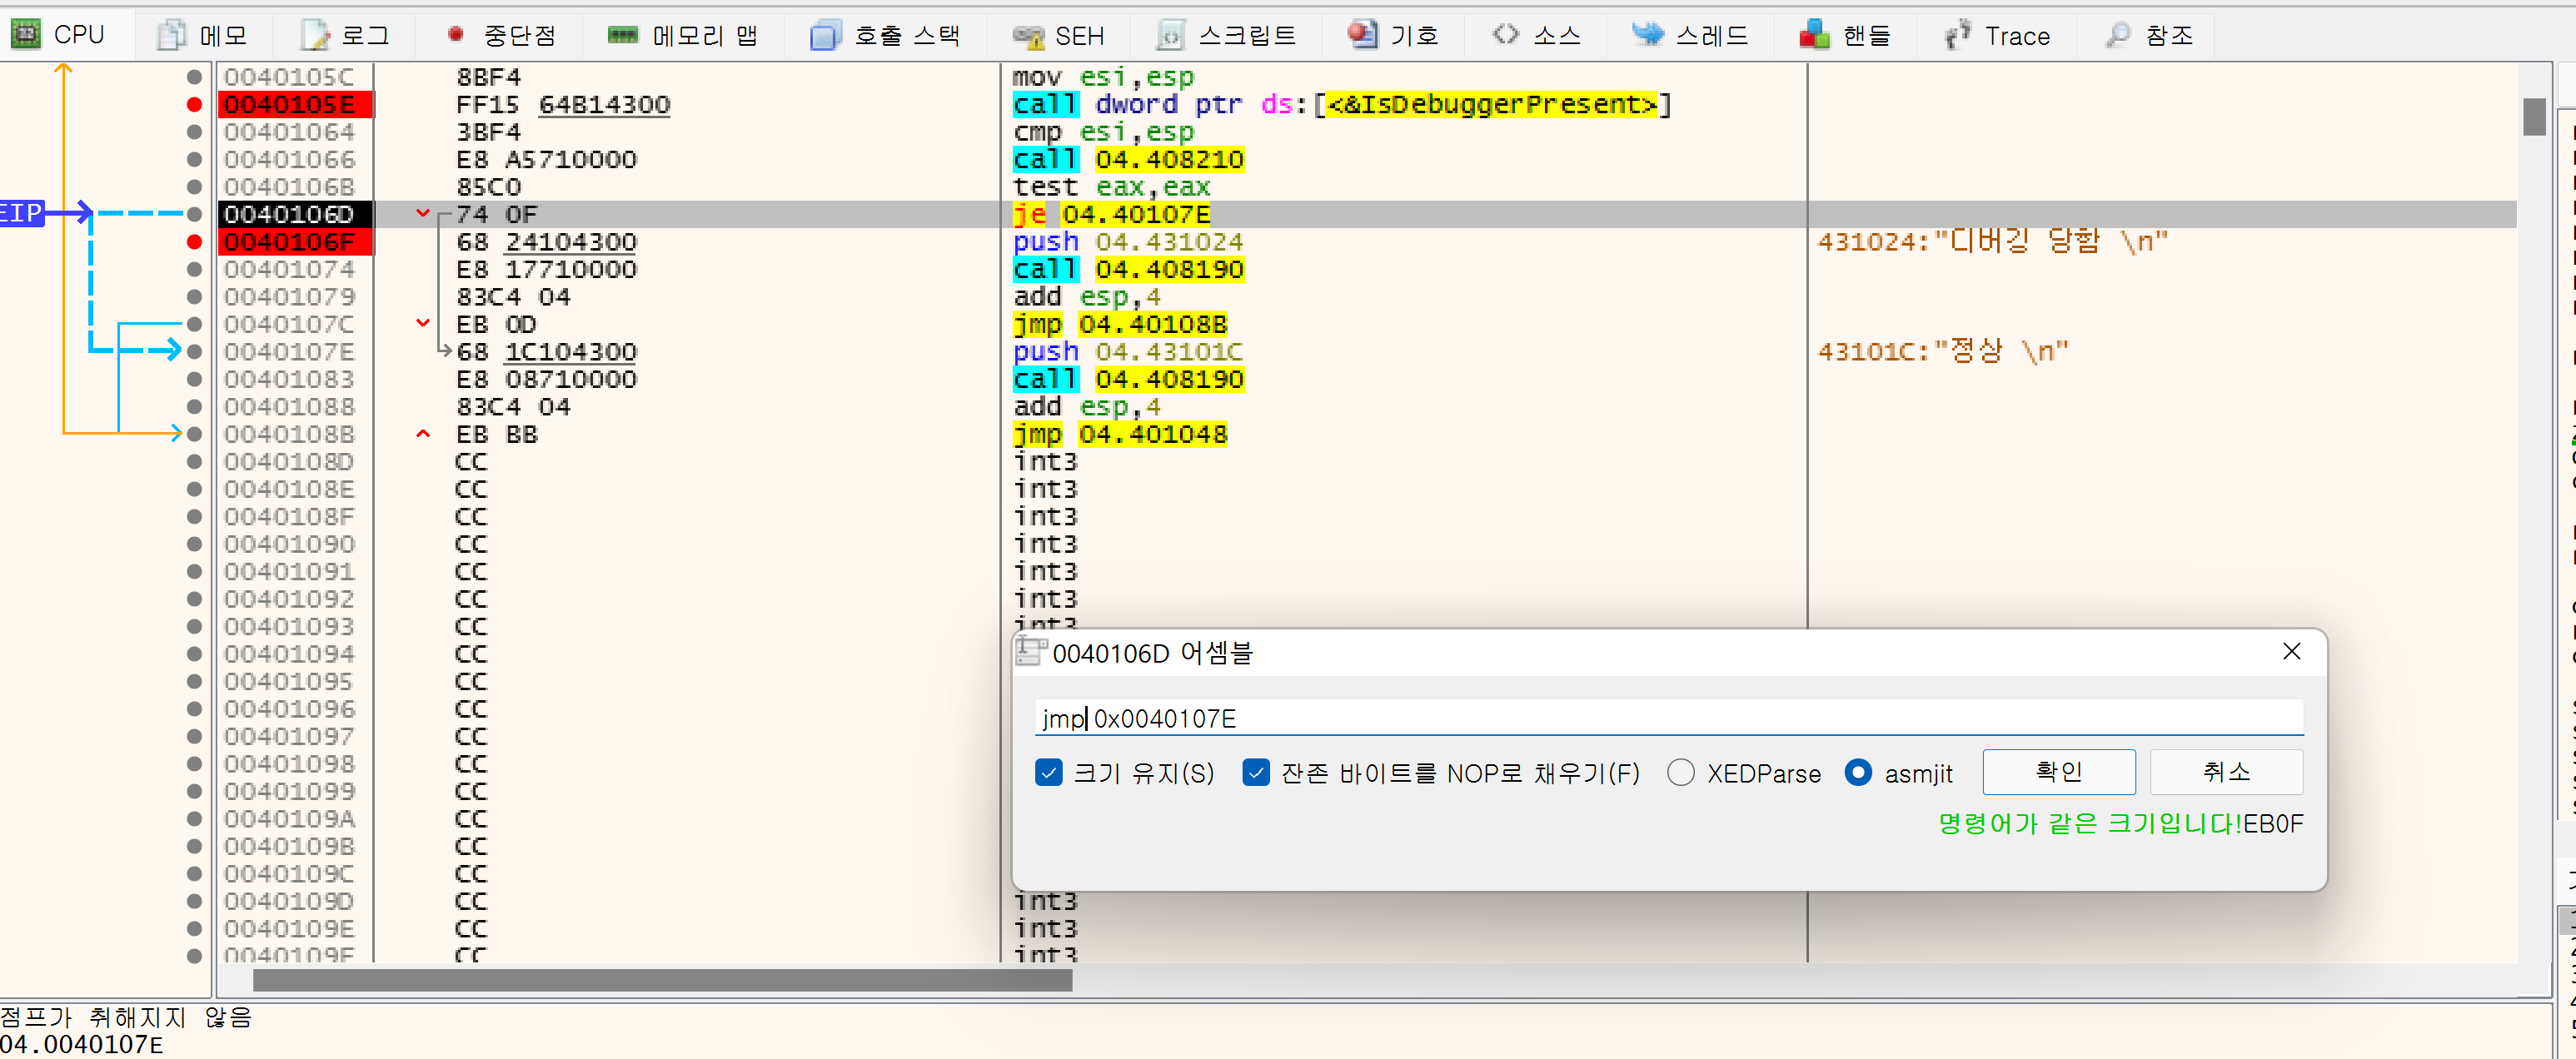 CPU 메모 로그 중단점 메모리 맵 호출 스택 SEH 스크립트 기호 소스 스레드 핸들 Trace 참조
0040105C 8BF4 mov esi,esp
0040105E FF15 64B14300 call dword ptr ds:[<&IsDebuggerPresent>]
00401064 3BF4 cmp esi,esp
00401066 E8 A5710000 call 04.408210
0040106B 85C0 test eax,eax
EIP 0040106D 74 0F je 04.40107E
0040106F 68 24104300 push 04.431024 431024:"디버깅 당함 \n"
00401074 E8 17710000 call 04.408190
00401079 83C4 04 add esp,4
0040107C EB 0D jmp 04.40108B
0040107E 68 1C104300 push 04.43101C 43101C:"정상 \n"
00401083 E8 08710000 call 04.408190
00401088 83C4 04 add esp,4
0040108B EB BB jmp 04.401048
0040108D CC int3
0040108E CC int3
0040108F CC int3
00401090 CC int3
00401091 CC int3
00401092 CC int3
00401093 CC int3
00401094 CC
00401095 CC
00401096 CC
00401097 CC
00401098 CC
00401099 CC
0040109A CC
0040109B CC
0040109C CC
0040109D CC int3
0040109E CC int3
0040109F CC int3
0040106D 어셈블
jmp 0x0040107E
크기 유지(S) 잔존 바이트를 NOP로 채우기(F) XEDParse asmjit 확인 취소
명령어가 같은 크기입니다!EB0F
점프가 취해지지 않음
04.0040107E